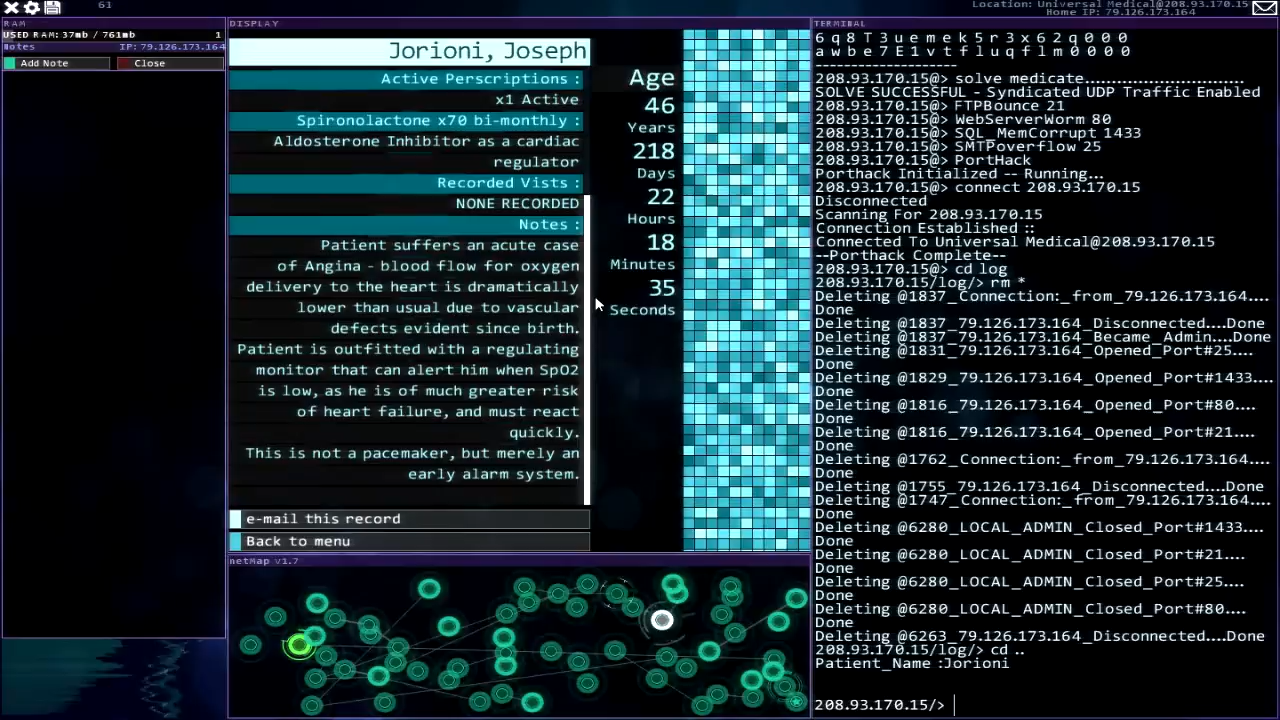 61
Location: Universal Medical@208.93.170.15
Home IP: 79.126.173.164
RAM
USED RAM: 37mb / 761mb 1
Notes IP: 79.126.173.164
Add Note Close
DISPLAY
Jorioni, Joseph
Active Perscriptions :
x1 Active
Spironolactone x70 bi-monthly :
Aldosterone Inhibitor as a cardiac
regulator
Recorded Vists :
NONE RECORDED
Notes :
Patient suffers an acute case
of Angina - blood flow for oxygen
delivery to the heart is dramatically
lower than usual due to vascular
defects evident since birth.
Patient is outfitted with a regulating
monitor that can alert him when SpO2
is low, as he is of much greater risk
of heart failure, and must react
quickly.
This is not a pacemaker, but merely an
early alarm system.
e-mail this record
Back to menu
Age
46
Years
218
Days
22
Hours
18
Minutes
35
Seconds
netMap v1.7
TERMINAL
6 q 8 T 3 u e m e k 5 r 3 x 6 2 q 0 0 0
a w b e 7 E 1 v t f l u q f l m 0 0 0 0
--------------------
208.93.170.15@> solve medicate..........................
SOLVE SUCCESSFUL - Syndicated UDP Traffic Enabled
208.93.170.15@> FTPBounce 21
208.93.170.15@> WebServerWorm 80
208.93.170.15@> SQL_MemCorrupt 1433
208.93.170.15@> SMTPoverflow 25
208.93.170.15@> PortHack
Porthack Initialized -- Running...
208.93.170.15@> connect 208.93.170.15
Disconnected
Scanning For 208.93.170.15
Connection Established ::
Connected To Universal Medical@208.93.170.15
--Porthack Complete--
208.93.170.15@> cd log
208.93.170.15/log/> rm *
Deleting @1837_Connection:_from_79.126.173.164....
Done
Deleting @1837_79.126.173.164_Disconnected....Done
Deleting @1837_79.126.173.164_Became_Admin....Done
Deleting @1831_79.126.173.164_Opened_Port#25....
Done
Deleting @1829_79.126.173.164_Opened_Port#1433....
Done
Deleting @1816_79.126.173.164_Opened_Port#80....
Done
Deleting @1816_79.126.173.164_Opened_Port#21....
Done
Deleting @1762_Connection:_from_79.126.173.164....
Done
Deleting @1755_79.126.173.164_Disconnected....Done
Deleting @1747_Connection:_from_79.126.173.164....
Done
Deleting @6280_LOCAL_ADMIN_Closed_Port#1433....
Done
Deleting @6280_LOCAL_ADMIN_Closed_Port#21....
Done
Deleting @6280_LOCAL_ADMIN_Closed_Port#25....
Done
Deleting @6280_LOCAL_ADMIN_Closed_Port#80....
Done
Deleting @6263_79.126.173.164_Disconnected....Done
208.93.170.15/log/> cd ..
Patient_Name :Jorioni
208.93.170.15/>